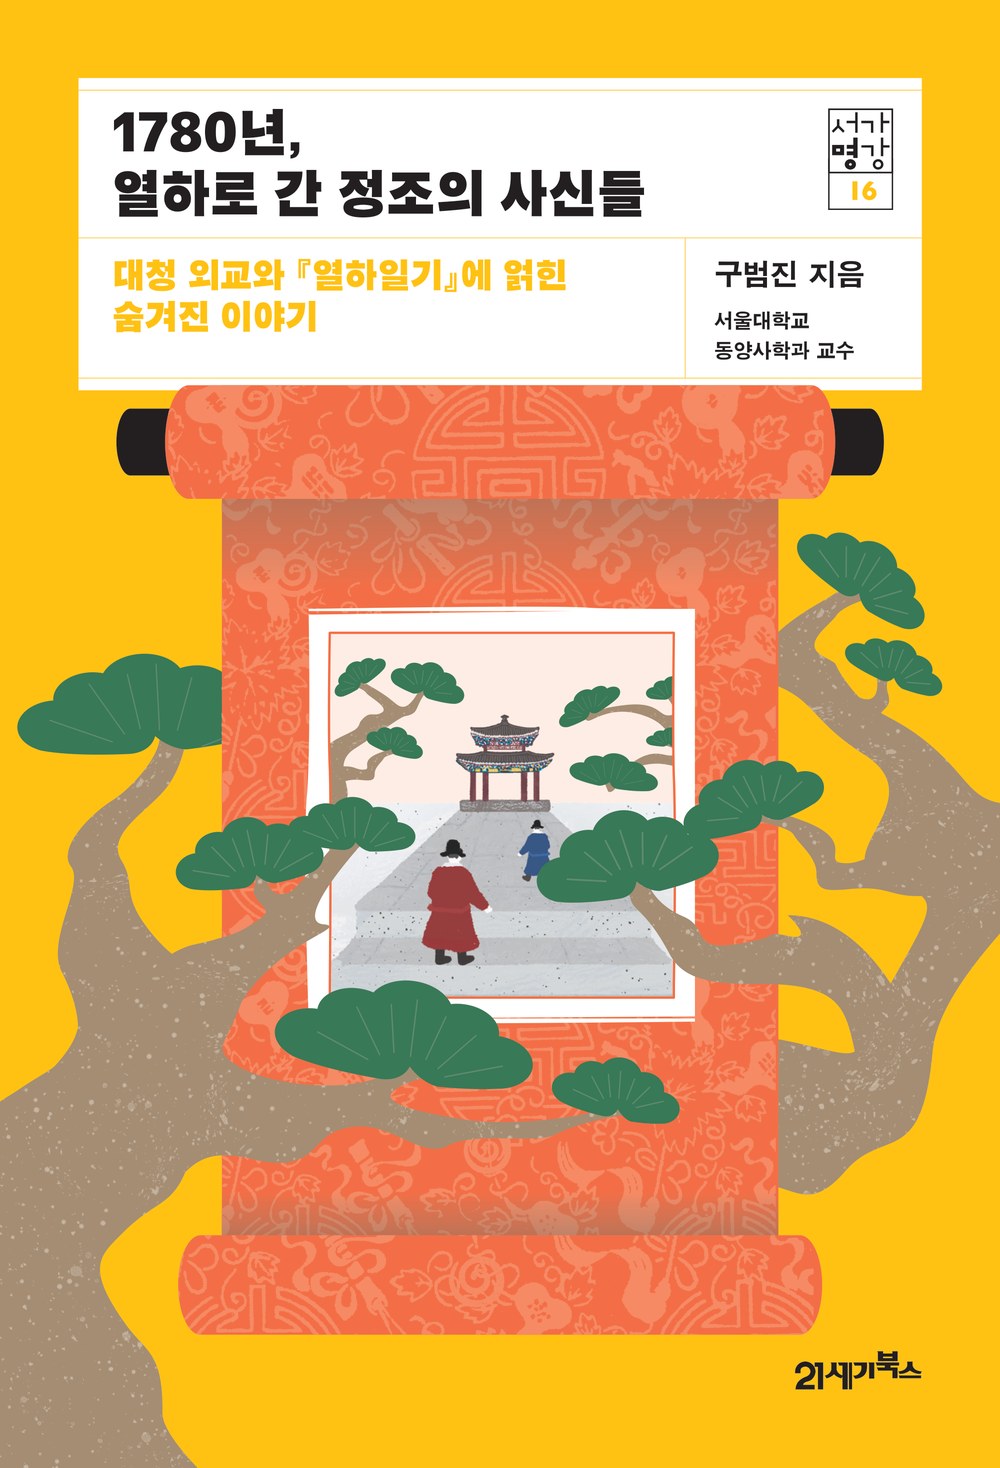 1780년,
열하로 간 정조의 사신들
서가
명강
16
대청 외교와 『열하일기』에 얽힌
숨겨진 이야기
구범진 지음
서울대학교
동양사학과 교수
21세기북스